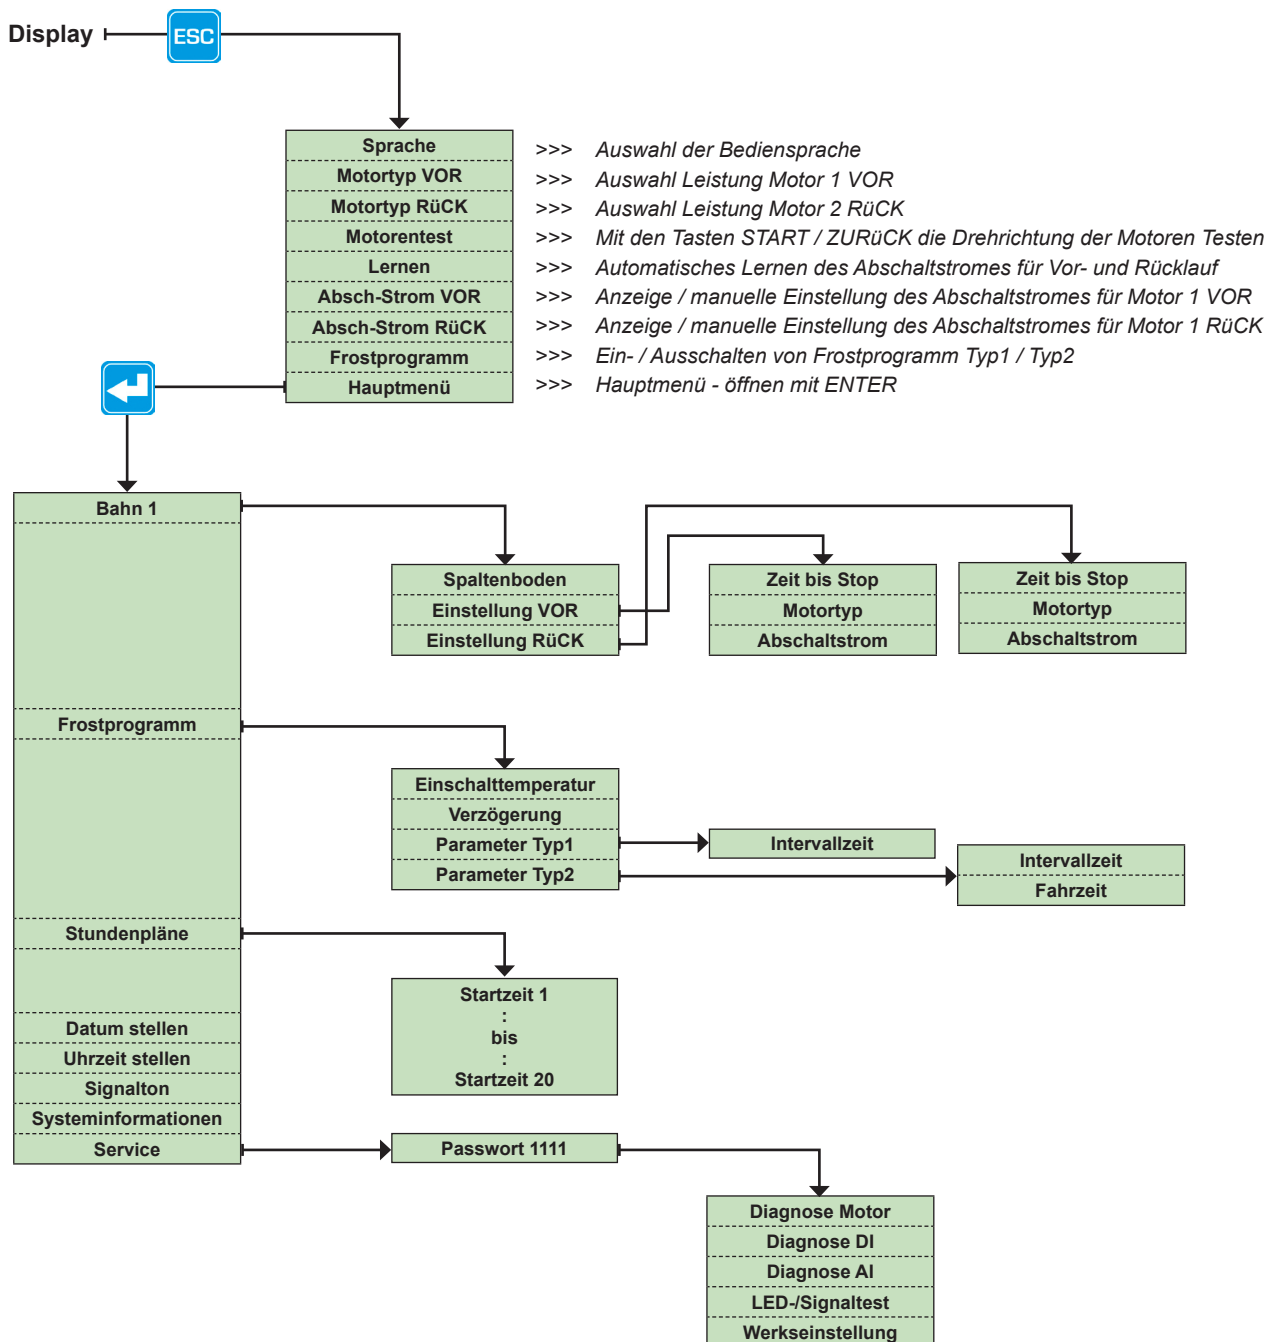 Display
ESC
Sprache >>> Auswahl der Bediensprache
Motortyp VOR >>> Auswahl Leistung Motor 1 VOR
Motortyp RüCK >>> Auswahl Leistung Motor 2 RüCK
Motorentest >>> Mit den Tasten START / ZURüCK die Drehrichtung der Motoren Testen
Lernen >>> Automatisches Lernen des Abschaltstromes für Vor- und Rücklauf
Absch-Strom VOR >>> Anzeige / manuelle Einstellung des Abschaltstromes für Motor 1 VOR
Absch-Strom RüCK >>> Anzeige / manuelle Einstellung des Abschaltstromes für Motor 1 RüCK
Frostprogramm >>> Ein- / Ausschalten von Frostprogramm Typ1 / Typ2
Hauptmenü >>> Hauptmenü - öffnen mit ENTER
Bahn 1
Spaltenboden
Einstellung VOR
Einstellung RüCK
Zeit bis Stop
Motortyp
Abschaltstrom
Zeit bis Stop
Motortyp
Abschaltstrom
Frostprogramm
Einschalttemperatur
Verzögerung
Parameter Typ1
Parameter Typ2
Intervallzeit
Intervallzeit
Fahrzeit
Stundenpläne
Startzeit 1
:
bis
:
Startzeit 20
Datum stellen
Uhrzeit stellen
Signalton
Systeminformationen
Service
Passwort 1111
Diagnose Motor
Diagnose DI
Diagnose AI
LED-/Signaltest
Werkseinstellung